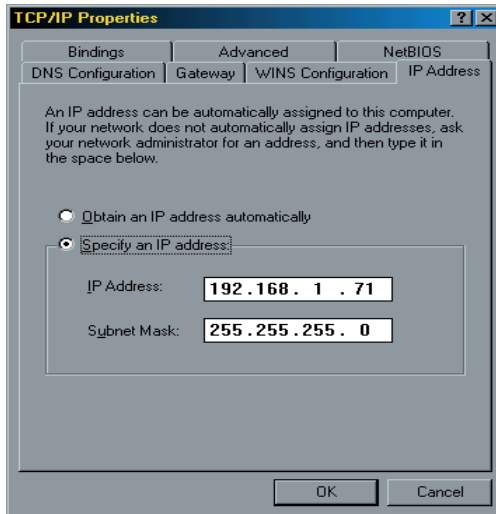 TCP/IP Properties
? ×
Bindings Advanced NetBIOS
DNS Configuration Gateway WINS Configuration IP Address
An IP address can be automatically assigned to this computer.
If your network does not automatically assign IP addresses, ask
your network administrator for an address, and then type it in
the space below.
Obtain an IP address automatically
Specify an IP address:
IP Address: 192.168. 1 .71
Subnet Mask: 255.255.255. 0
OK Cancel